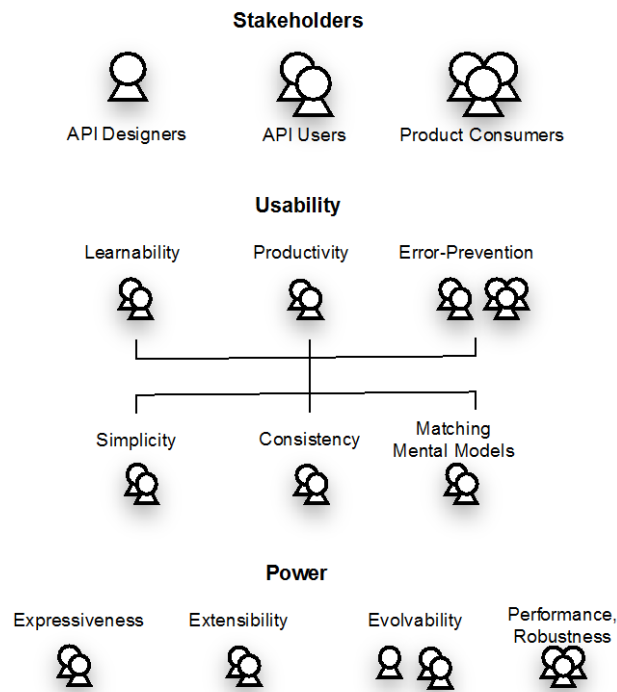 Stakeholders
API Designers
API Users
Product Consumers
Usability
Learnability
Productivity
Error-Prevention
Simplicity
Consistency
Matching
Mental Models
Power
Expressiveness
Extensibility
Evolvability
Performance,
Robustness